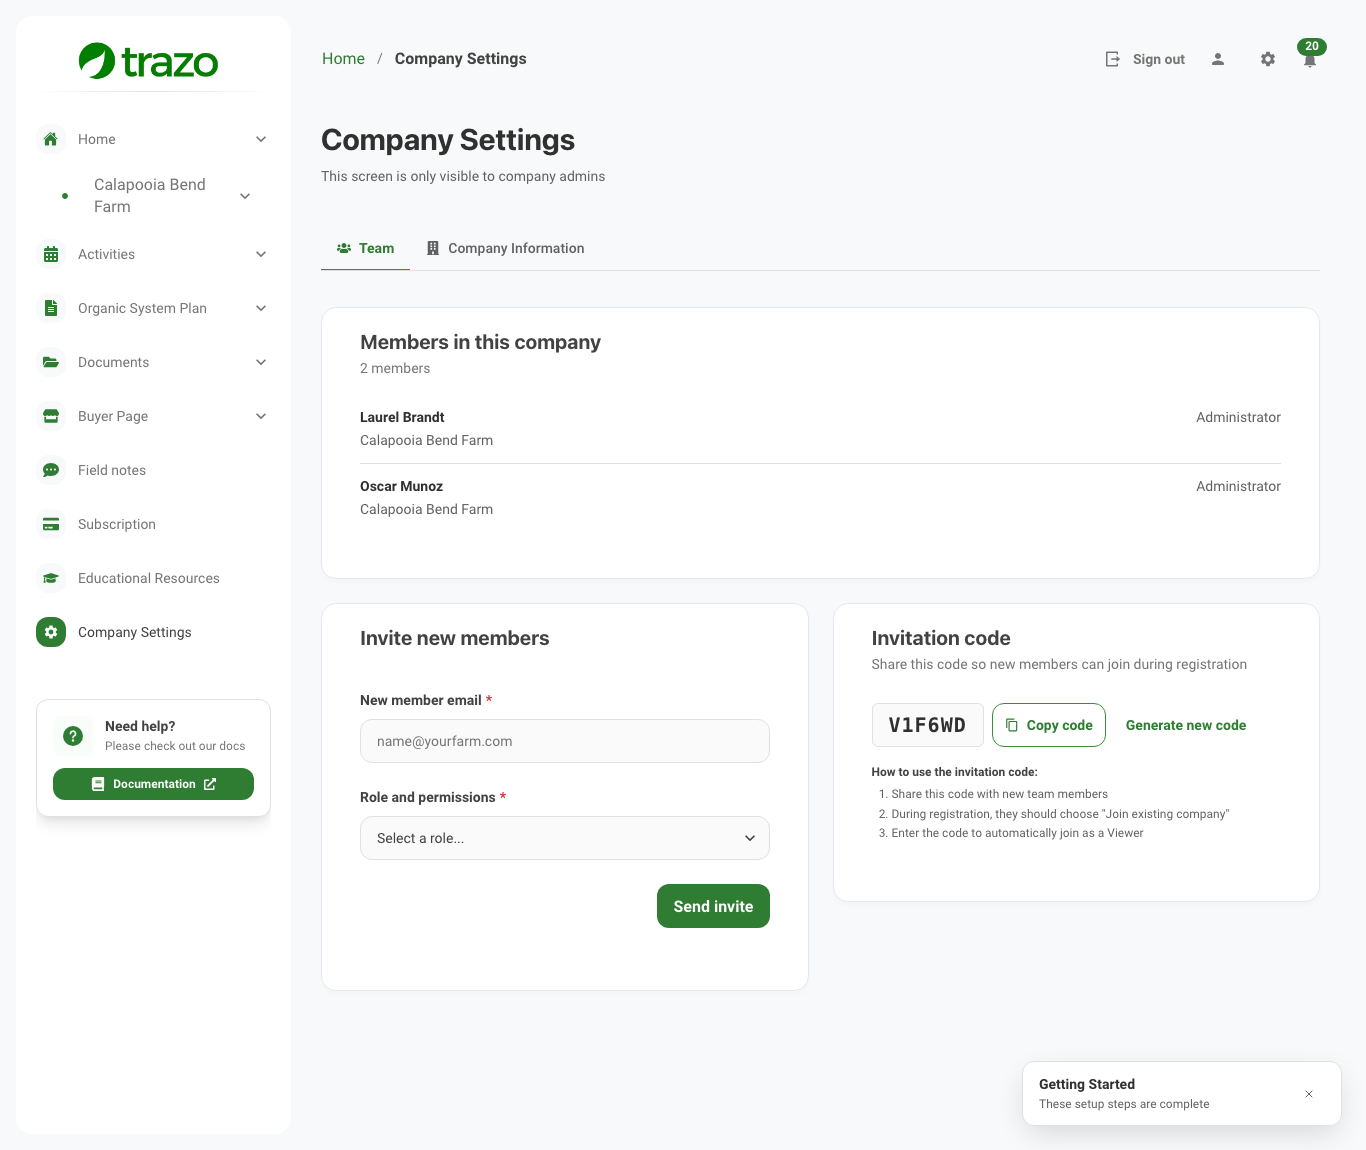 trazo
Home
Calapooia Bend
Farm
Activities
Organic System Plan
Documents
Buyer Page
Field notes
Subscription
Educational Resources
Company Settings
Need help?
Please check out our docs
Documentation
Home / Company Settings
Sign out
20
Company Settings
This screen is only visible to company admins
Team
Company Information
Members in this company
2 members
Laurel Brandt
Administrator
Calapooia Bend Farm
Oscar Munoz
Administrator
Calapooia Bend Farm
Invite new members
New member email *
name@yourfarm.com
Role and permissions *
Select a role...
Send invite
Invitation code
Share this code so new members can join during registration
V1F6WD
Copy code
Generate new code
How to use the invitation code:
1. Share this code with new team members
2. During registration, they should choose "Join existing company"
3. Enter the code to automatically join as a Viewer
Getting Started
These setup steps are complete